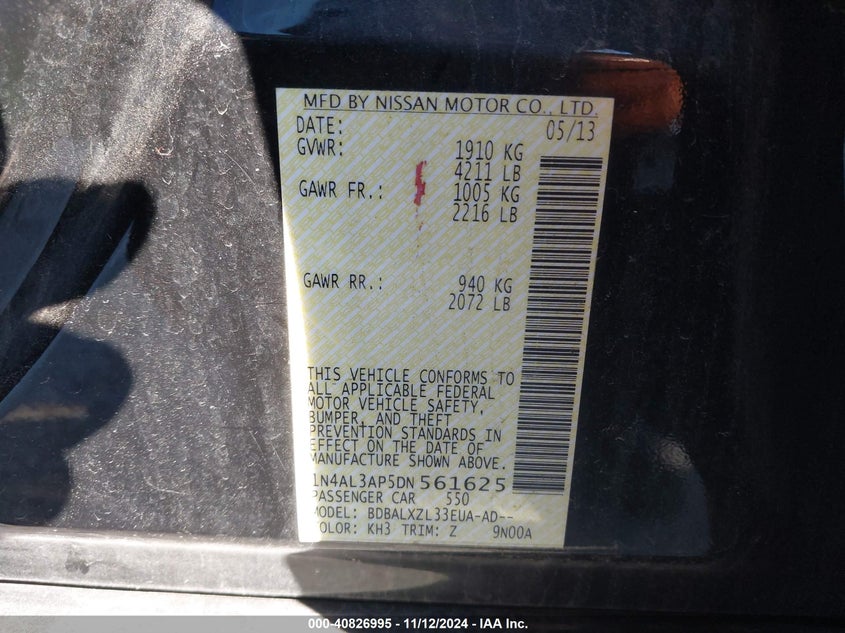 MFD BY NISSAN MOTOR CO., LTD.
DATE: 05/13
GVWR: 1910 KG
4211 LB
GAWR FR.: 1005 KG
2216 LB
GAWR RR.: 940 KG
2072 LB
THIS VEHICLE CONFORMS TO
ALL APPLICABLE FEDERAL
MOTOR VEHICLE SAFETY,
BUMPER, AND THEFT
PREVENTION STANDARDS IN
EFFECT ON THE DATE OF
MANUFACTURE SHOWN ABOVE.
1N4AL3AP5DN 561625
PASSENGER CAR 550
MODEL: BDBALXZL33EUA-AD--
COLOR: KH3 TRIM: Z 9N00A
000-40826995 - 11/12/2024 - IAA Inc.